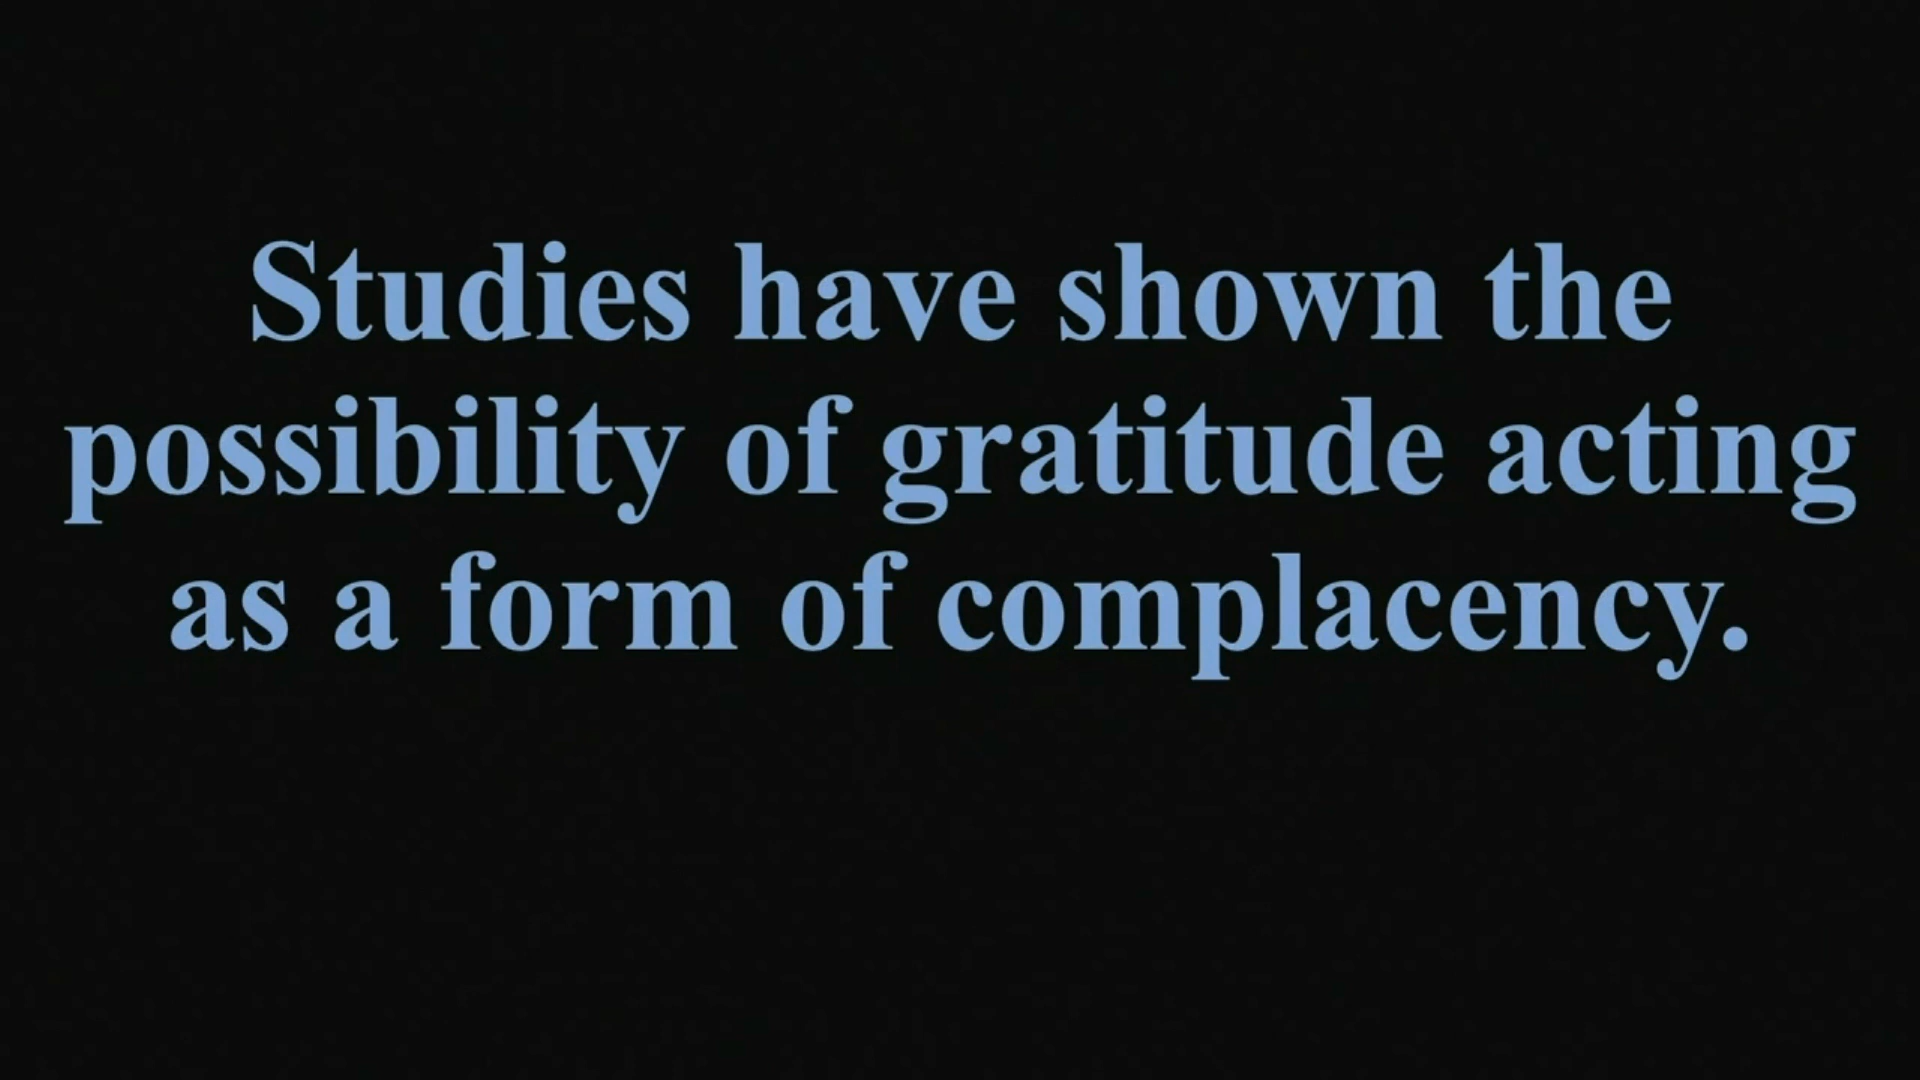 Studies have shown the
possibility of gratitude acting
as a form of complacency.